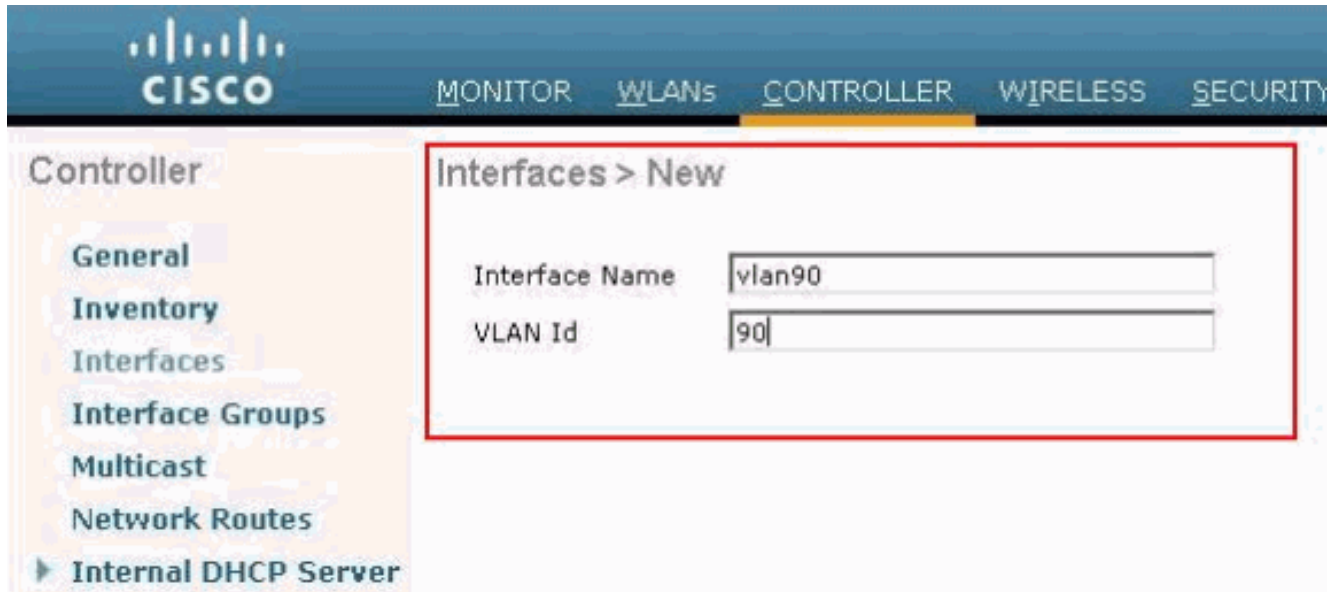 CISCO
MONITOR WLANs CONTROLLER WIRELESS SECURITY
Controller
General
Inventory
Interfaces
Interface Groups
Multicast
Network Routes
Internal DHCP Server
Interfaces > New
Interface Name vlan90
VLAN Id 90